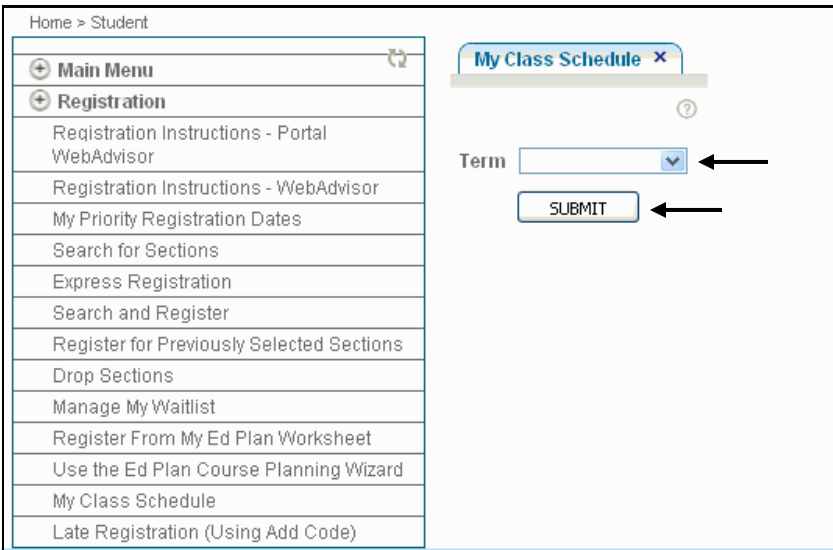 Home > Student
Main Menu
Registration
Registration Instructions - Portal
WebAdvisor
Registration Instructions - WebAdvisor
My Priority Registration Dates
Search for Sections
Express Registration
Search and Register
Register for Previously Selected Sections
Drop Sections
Manage My Waitlist
Register From My Ed Plan Worksheet
Use the Ed Plan Course Planning Wizard
My Class Schedule
Late Registration (Using Add Code)
My Class Schedule ×
?
Term
SUBMIT